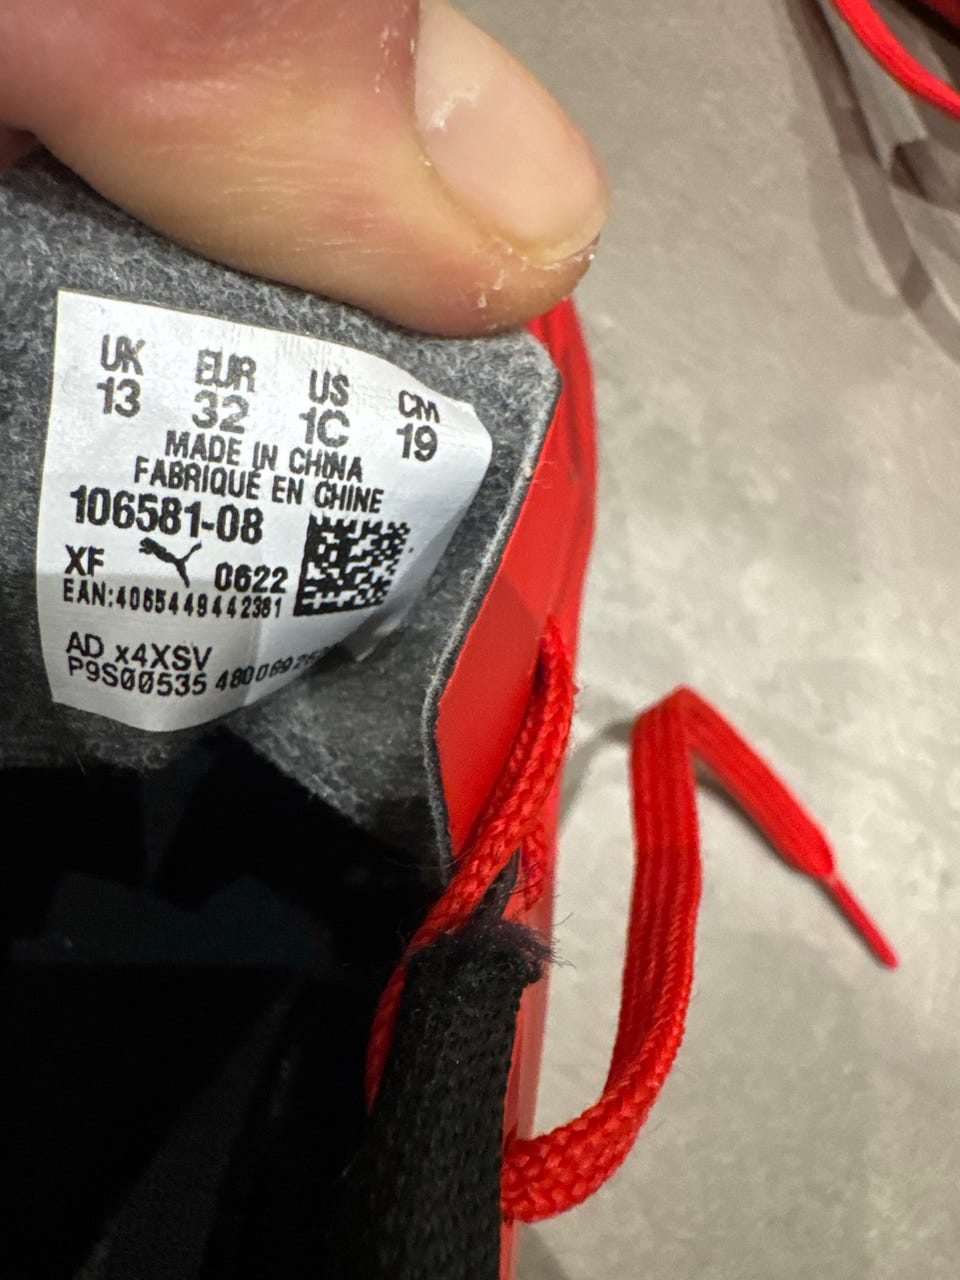 UK EUR US CM
13 32 1C 19
MADE IN CHINA
FABRIQUÉ EN CHINE
106581-08
XF 0622
EAN:4065449442381
AD x4XSV
P9S00535